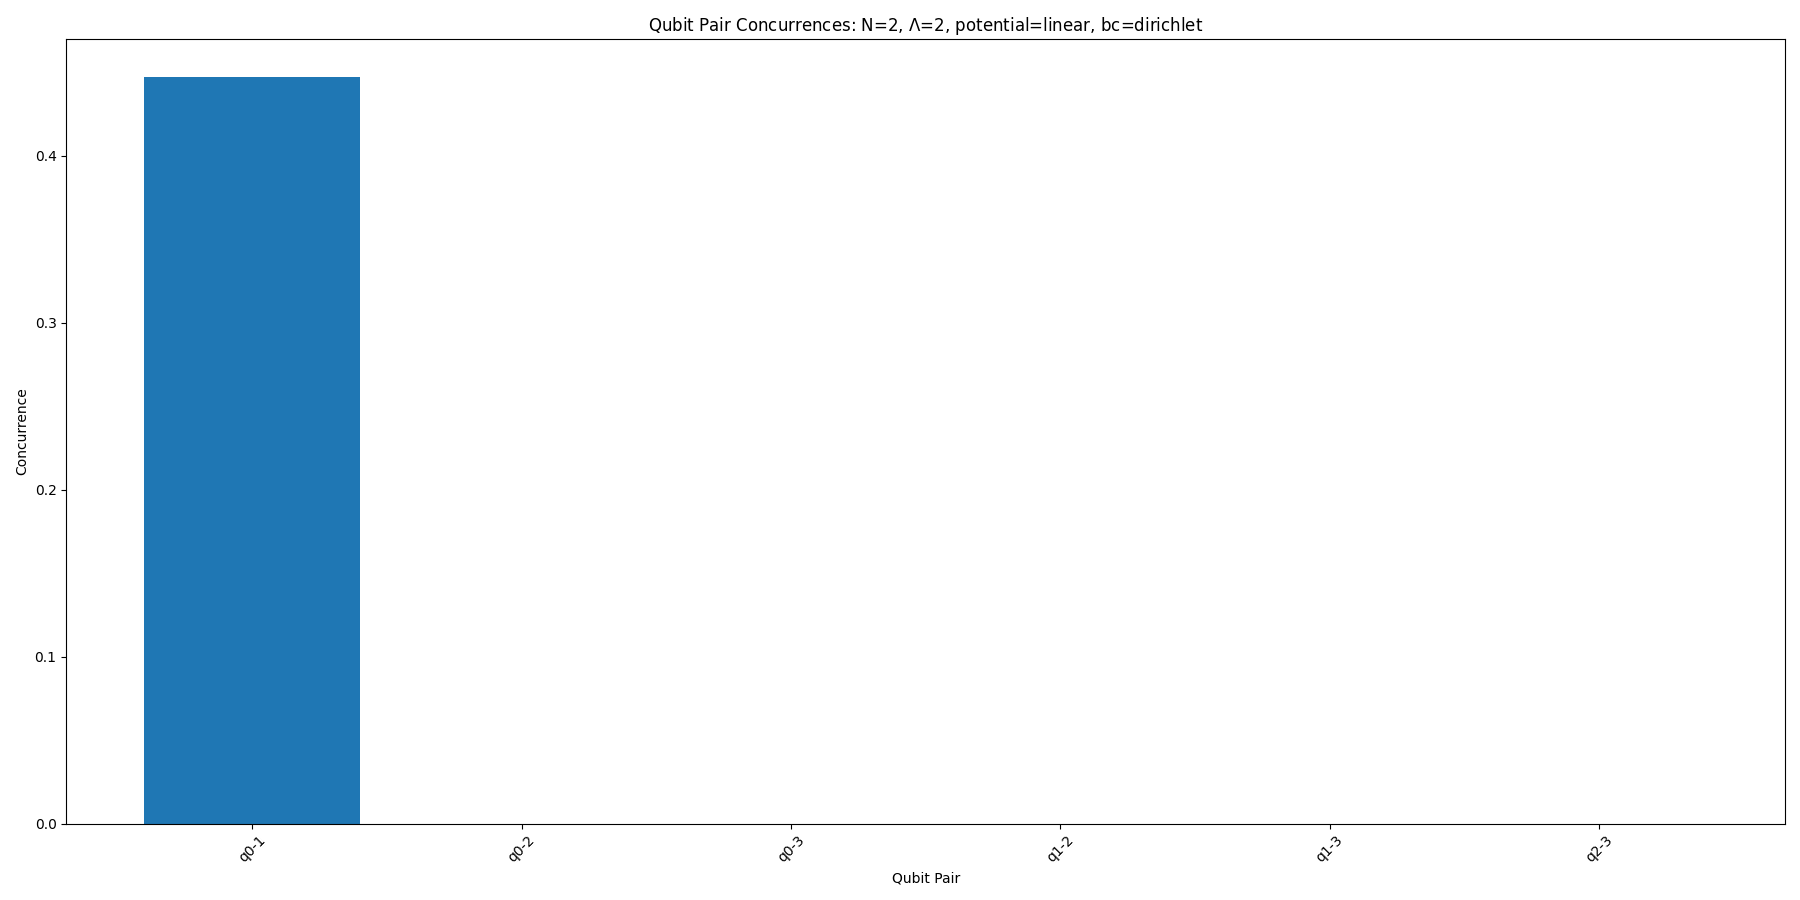 Qubit Pair Concurrences: N=2, Λ=2, potential=linear, bc=dirichlet
Concurrence
0.4
0.3
0.2
0.1
0.0
q0-1
q0-2
q0-3
q1-2
q1-3
q2-3
Qubit Pair